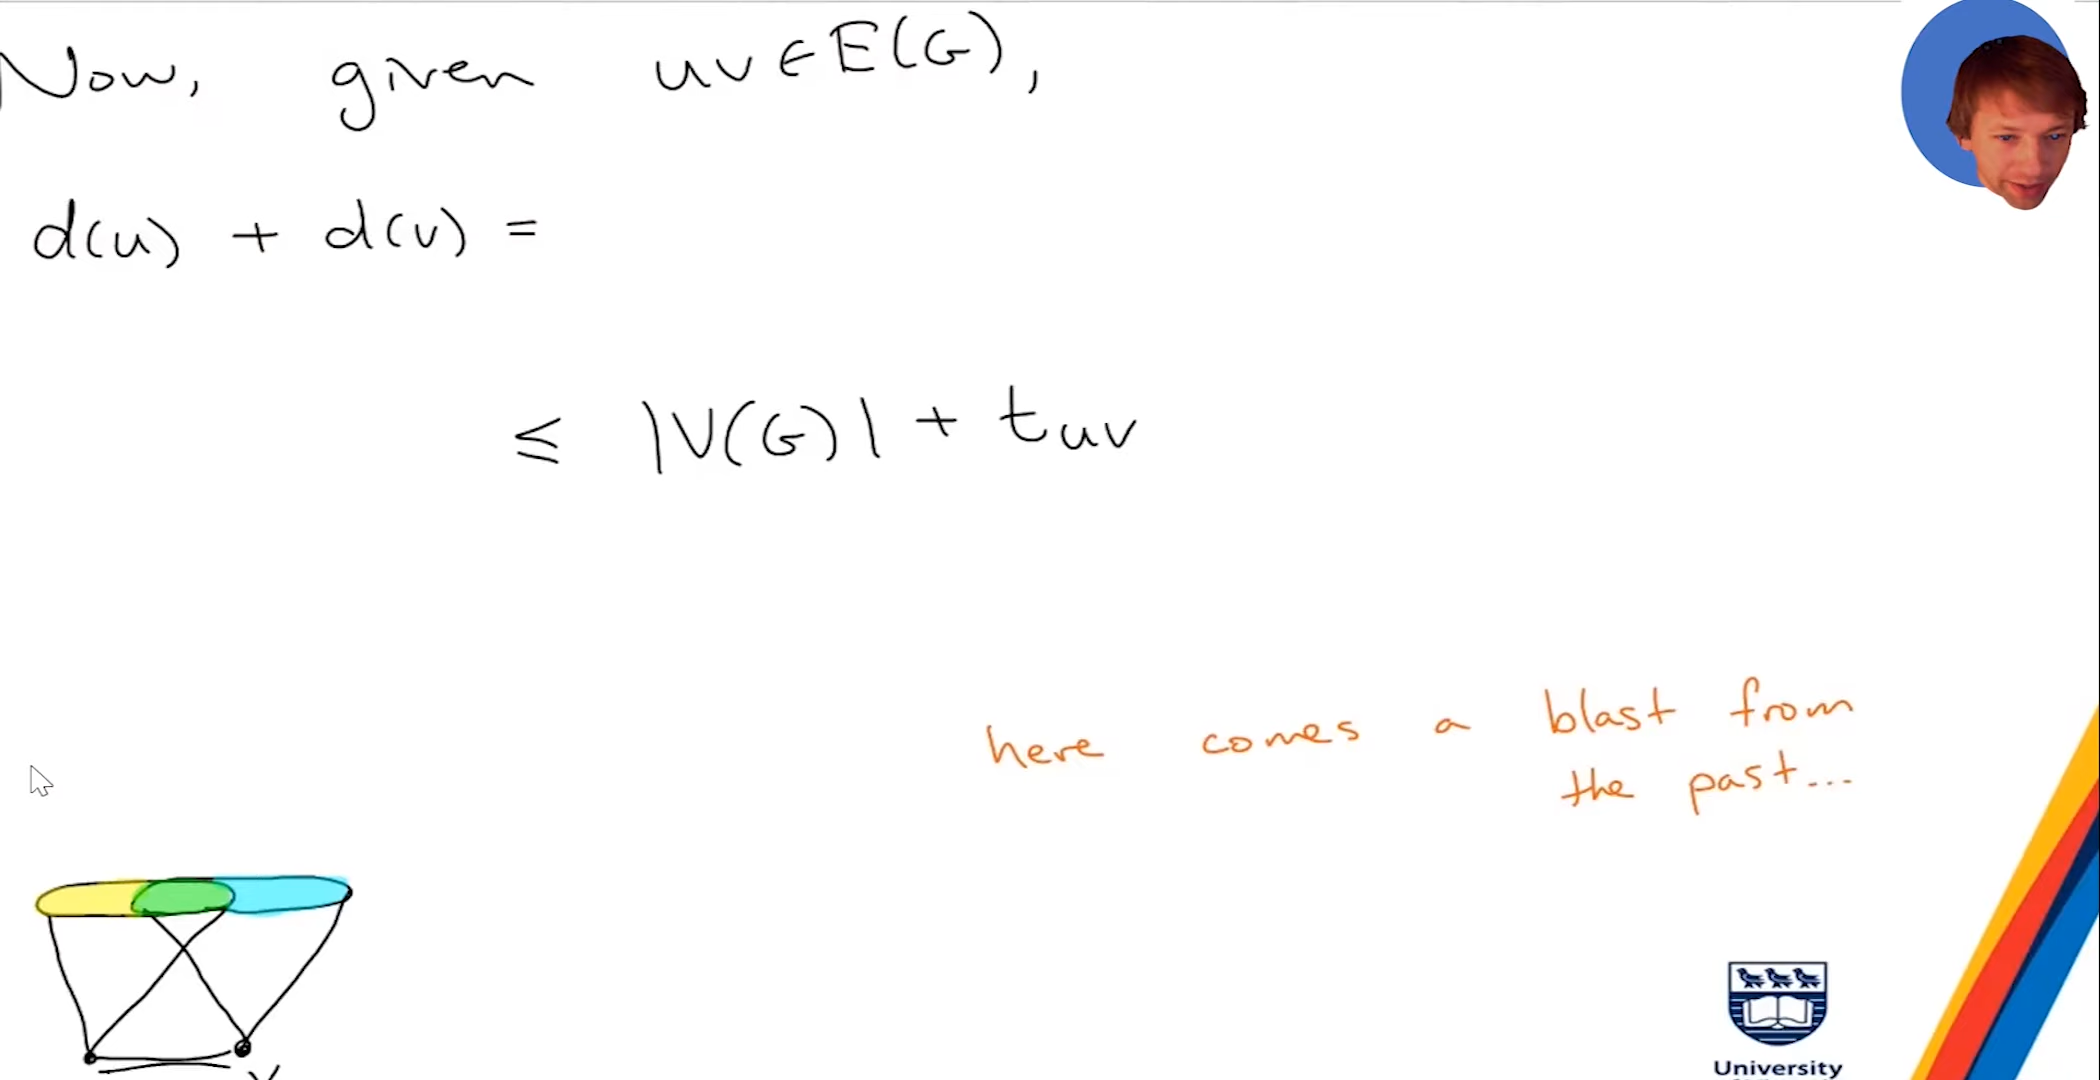 Now, given uv∈E(G),
d(u) + d(v) =
≤ |V(G)| + tuv
here comes a blast from
the past...
v
University